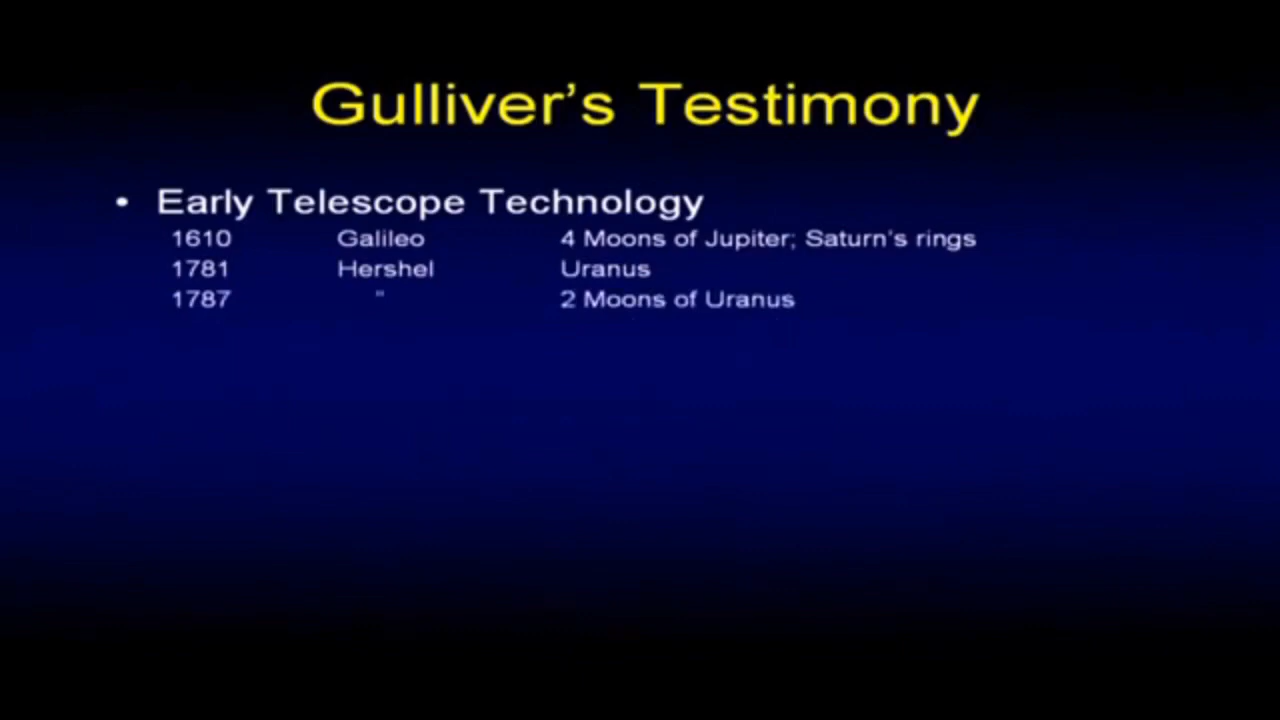 Gulliver's Testimony
• Early Telescope Technology
1610 Galileo 4 Moons of Jupiter; Saturn's rings
1781 Hershel Uranus
1787 " 2 Moons of Uranus